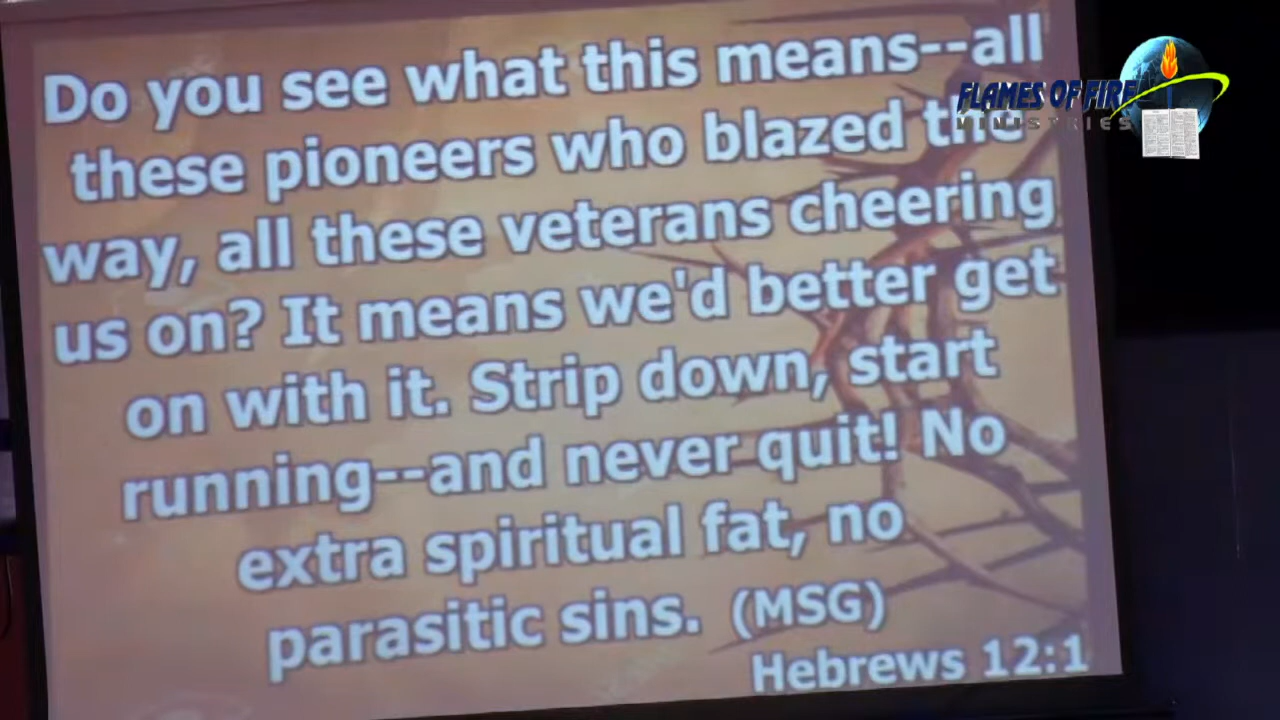 Do you see what this means--all
these pioneers who blazed the
way, all these veterans cheering
us on? It means we'd better get
on with it. Strip down, start
running--and never quit! No
extra spiritual fat, no
parasitic sins. (MSG)
Hebrews 12:1
FLAMES OF FIRE
MINISTRIES